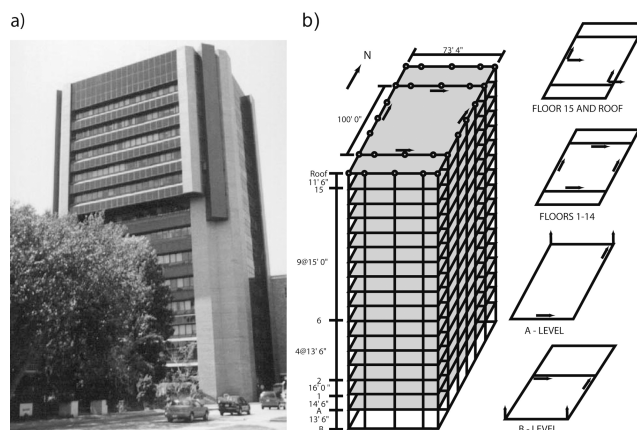 a)
b)
N
73' 4"
100' 0"
Roof
11' 6"
15
9@15' 0"
6
4@13' 6"
2
16' 0"
1
14' 6"
A
13' 6"
B
FLOOR 15 AND ROOF
FLOORS 1-14
A - LEVEL
B - LEVEL